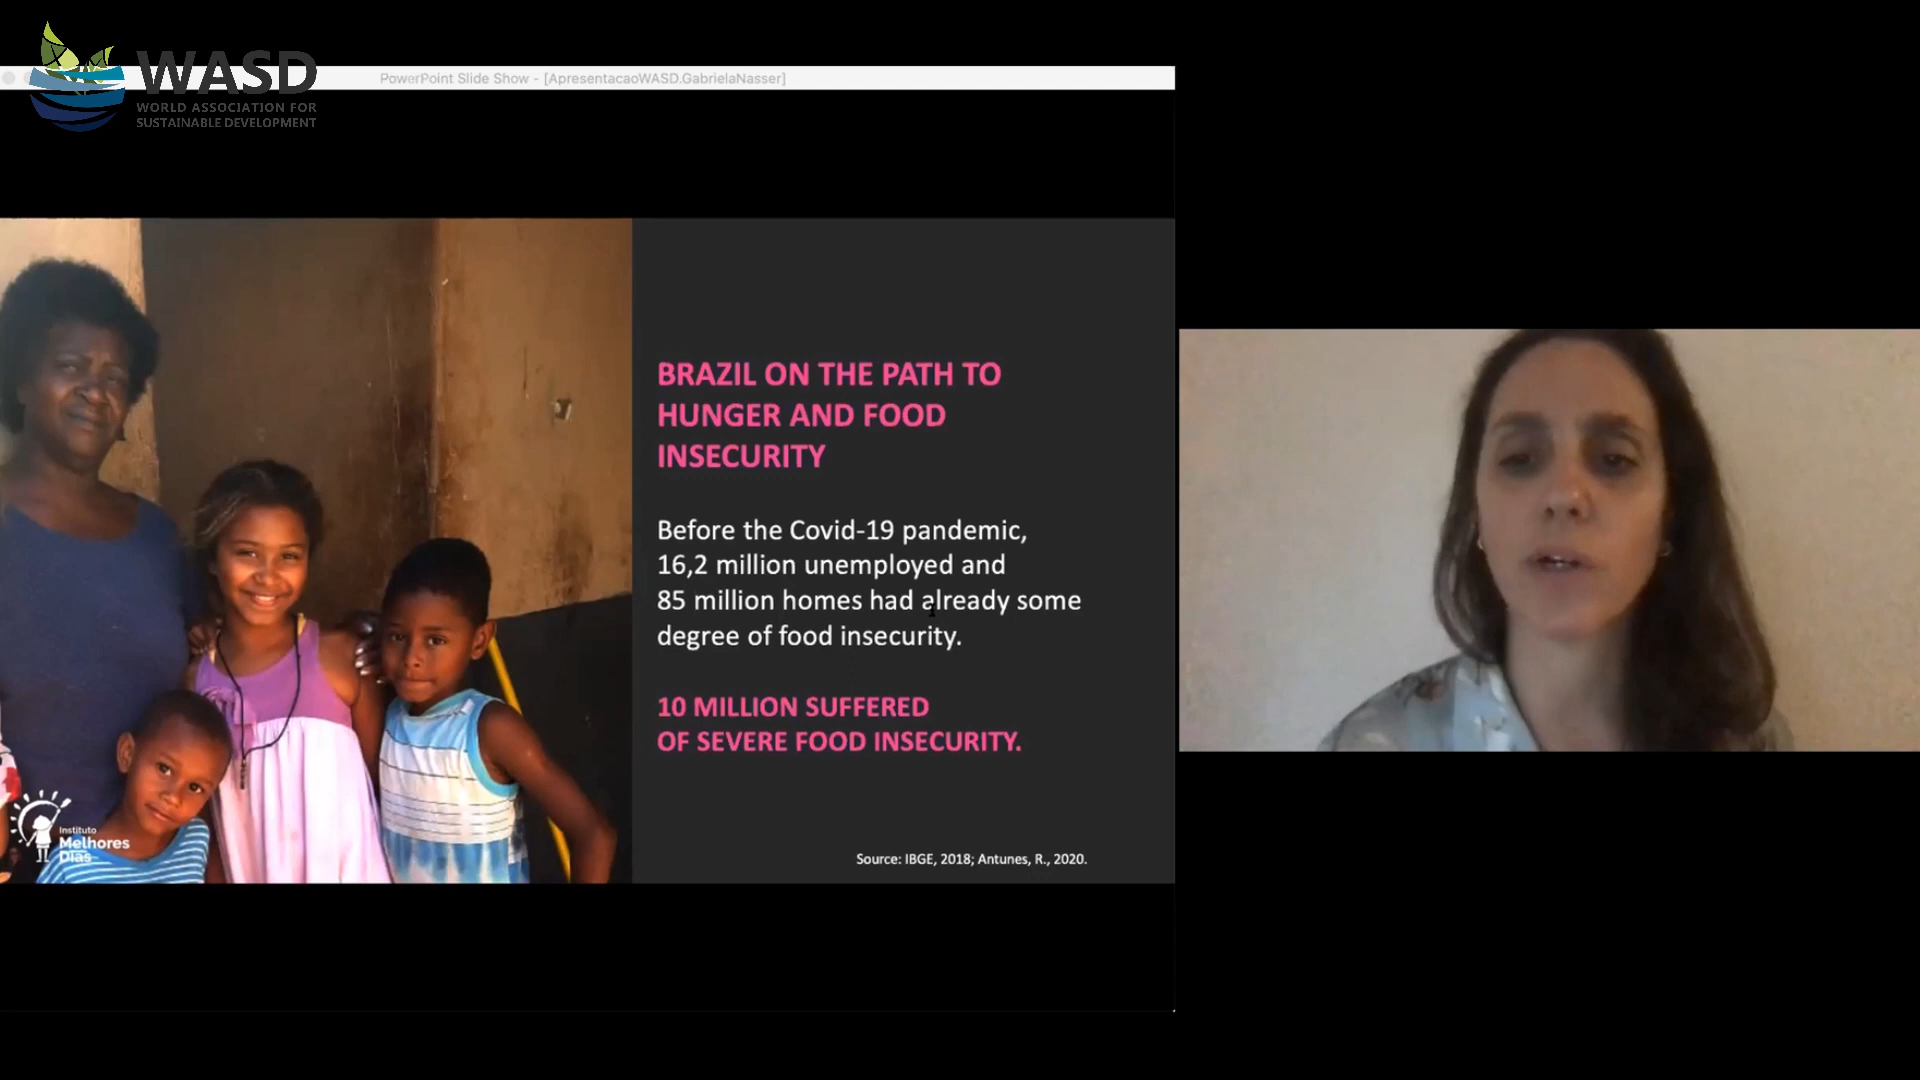 WASD
WORLD ASSOCIATION FOR
SUSTAINABLE DEVELOPMENT
PowerPoint Slide Show - [ApresentacaoWASD.GabrielaNasser]
BRAZIL ON THE PATH TO
HUNGER AND FOOD
INSECURITY
Before the Covid-19 pandemic,
16,2 million unemployed and
85 million homes had already some
degree of food insecurity.
10 MILLION SUFFERED
OF SEVERE FOOD INSECURITY.
Source: IBGE, 2018; Antunes, R., 2020.
Instituto
Melhores
Dias